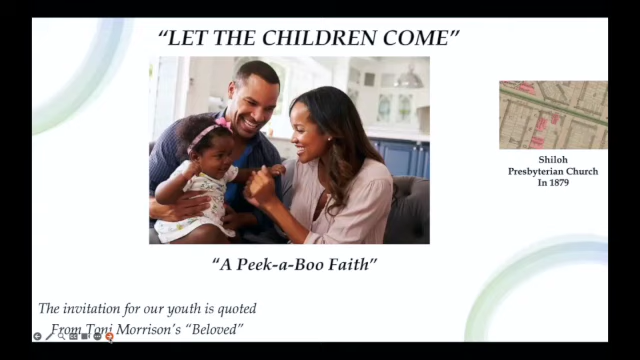 “LET THE CHILDREN COME”
Shiloh
Presbyterian Church
In 1879
“A Peek-a-Boo Faith”
The invitation for our youth is quoted
From Toni Morrison’s “Beloved”